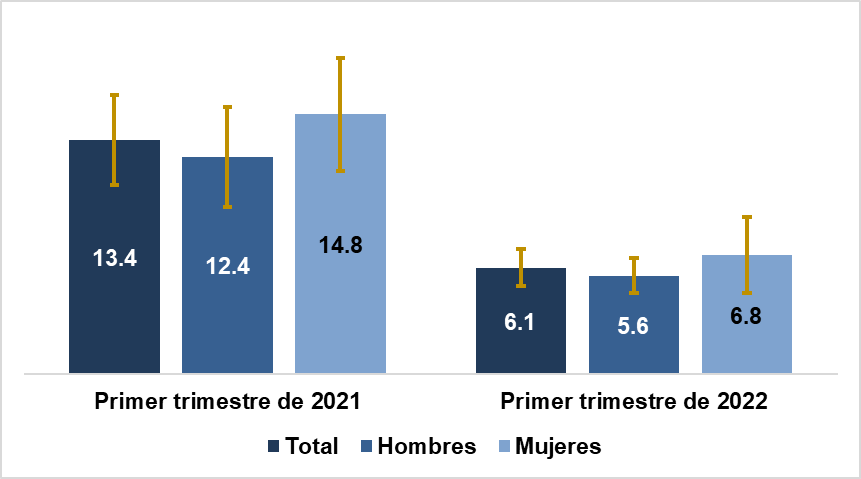 13.4
12.4
14.8
6.1
5.6
6.8
Primer trimestre de 2021
Primer trimestre de 2022
Total Hombres Mujeres